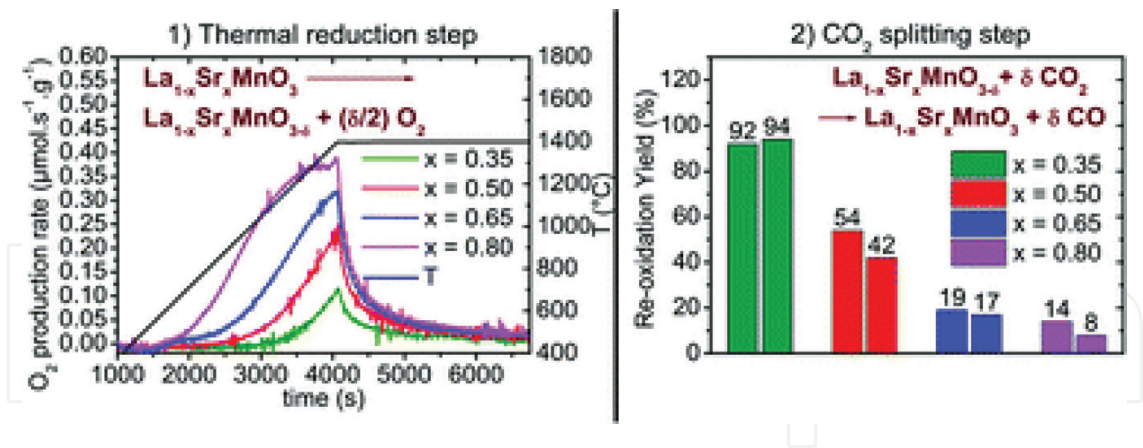 1) Thermal reduction step
La₁₋ₓSrₓMnO₃ →
La₁₋ₓSrₓMnO₃₋δ + (δ/2) O₂
x = 0.35
x = 0.50
x = 0.65
x = 0.80
T
O₂ production rate (µmol.s⁻¹.g⁻¹)
0.60
0.55
0.50
0.45
0.40
0.35
0.30
0.25
0.20
0.15
0.10
0.05
0.00
1800
1600
1400
1200
1000
800
600
400
T (°C)
1000 2000 3000 4000 5000 6000
time (s)
2) CO₂ splitting step
La₁₋ₓSrₓMnO₃₋δ + δ CO₂
→ La₁₋ₓSrₓMnO₃ + δ CO
x = 0.35
x = 0.50
x = 0.65
x = 0.80
Re-oxidation Yield (%)
120
100
80
60
40
20
0
92 94
54 42
19 17
14 8